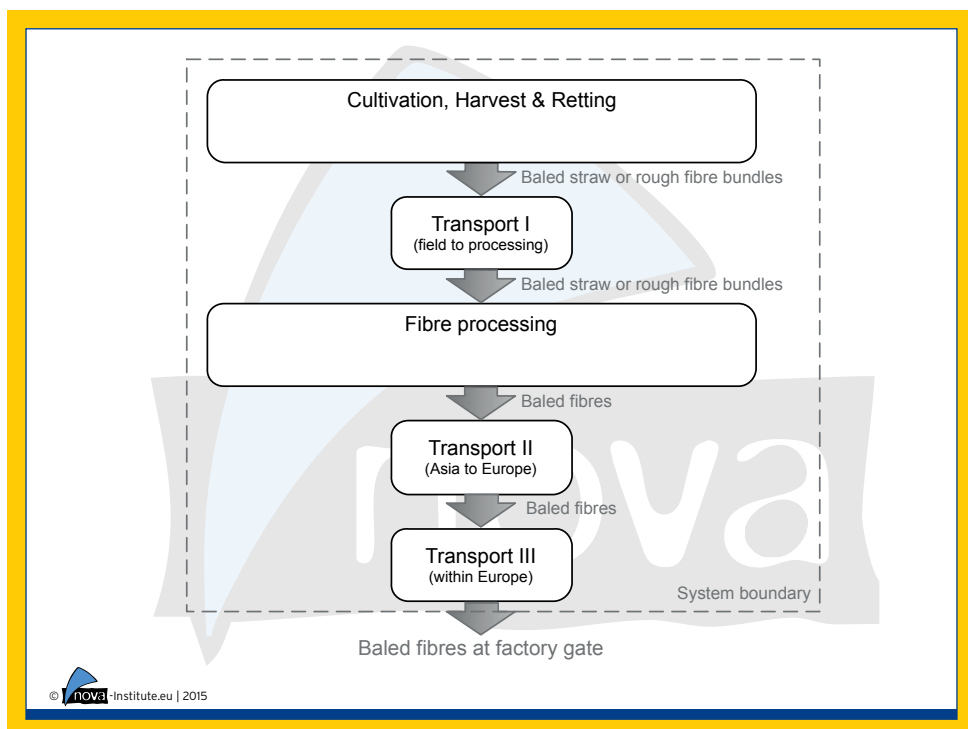 Cultivation, Harvest & Retting
Baled straw or rough fibre bundles
Transport I
(field to processing)
Baled straw or rough fibre bundles
Fibre processing
Baled fibres
Transport II
(Asia to Europe)
Baled fibres
Transport III
(within Europe)
System boundary
Baled fibres at factory gate
nova
© nova-Institute.eu | 2015